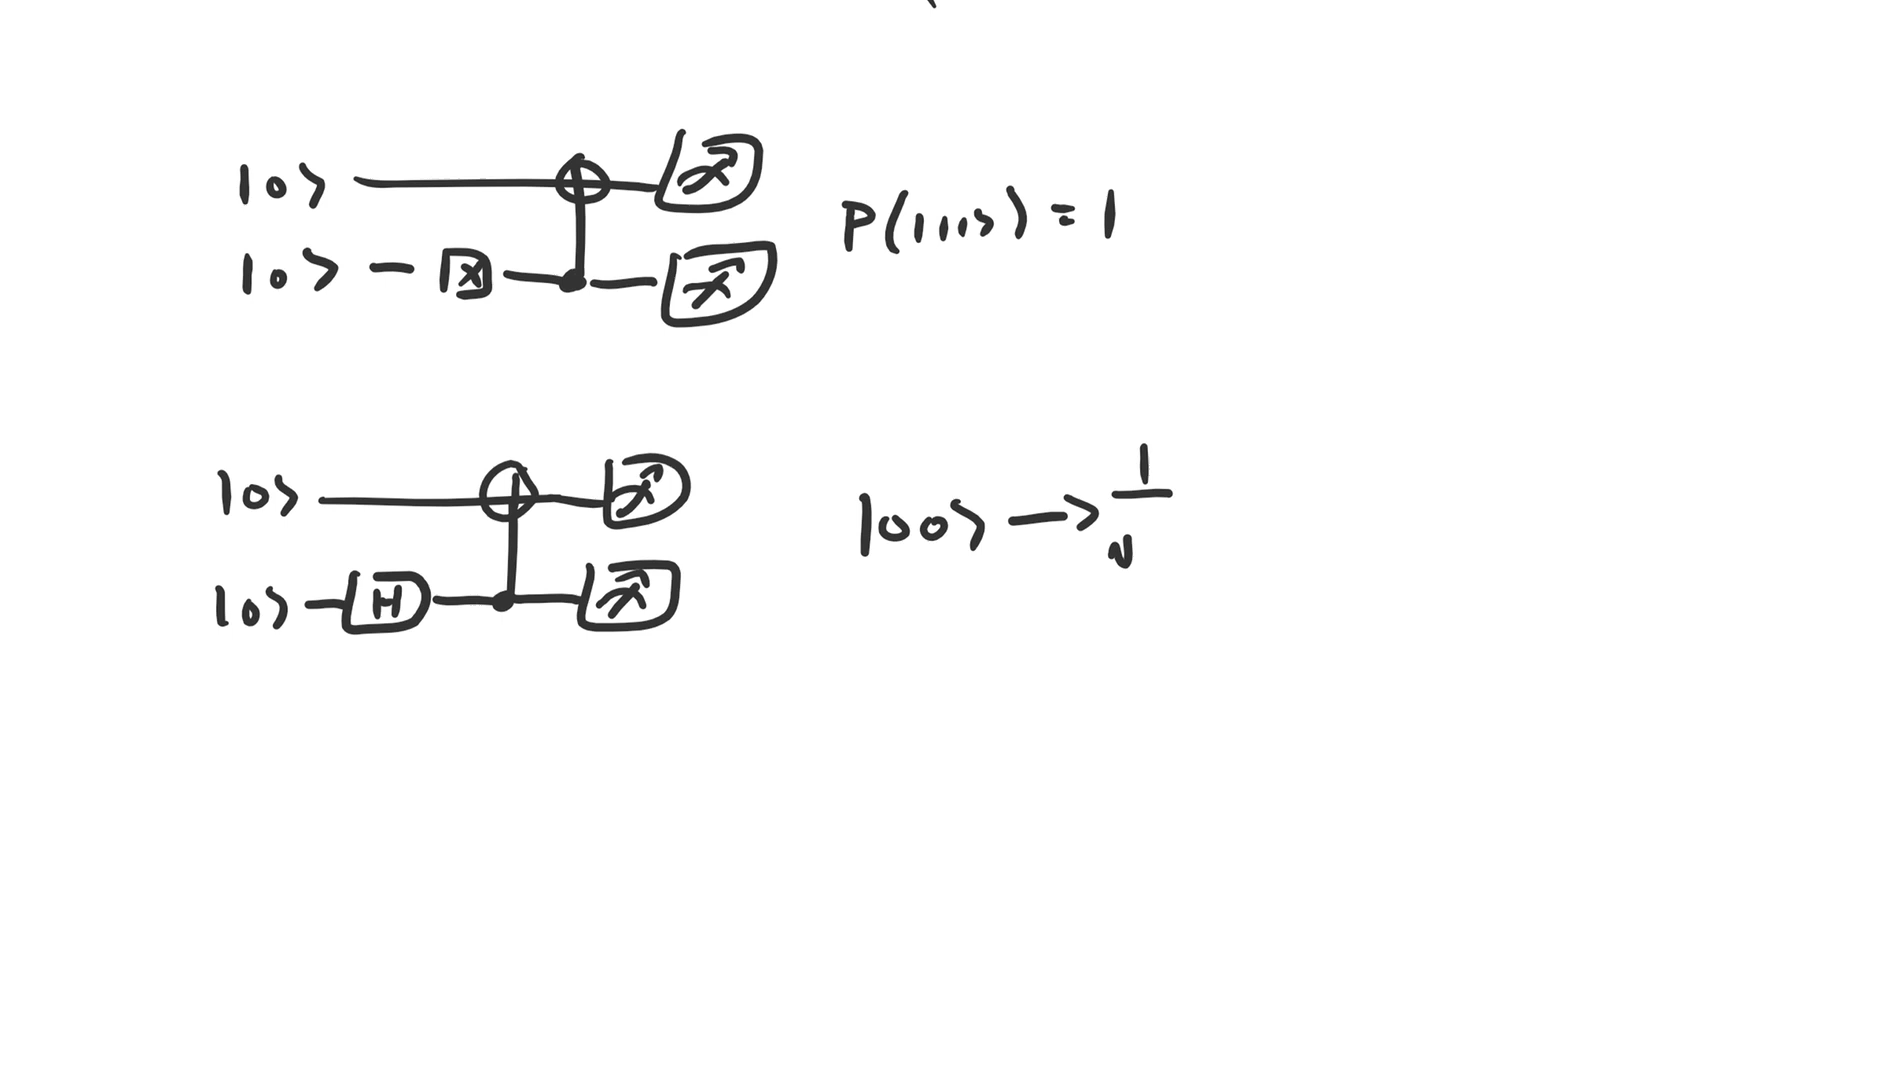 |0>
|0> X
P(|11>) = 1
|0>
|0> H
|00> → 1